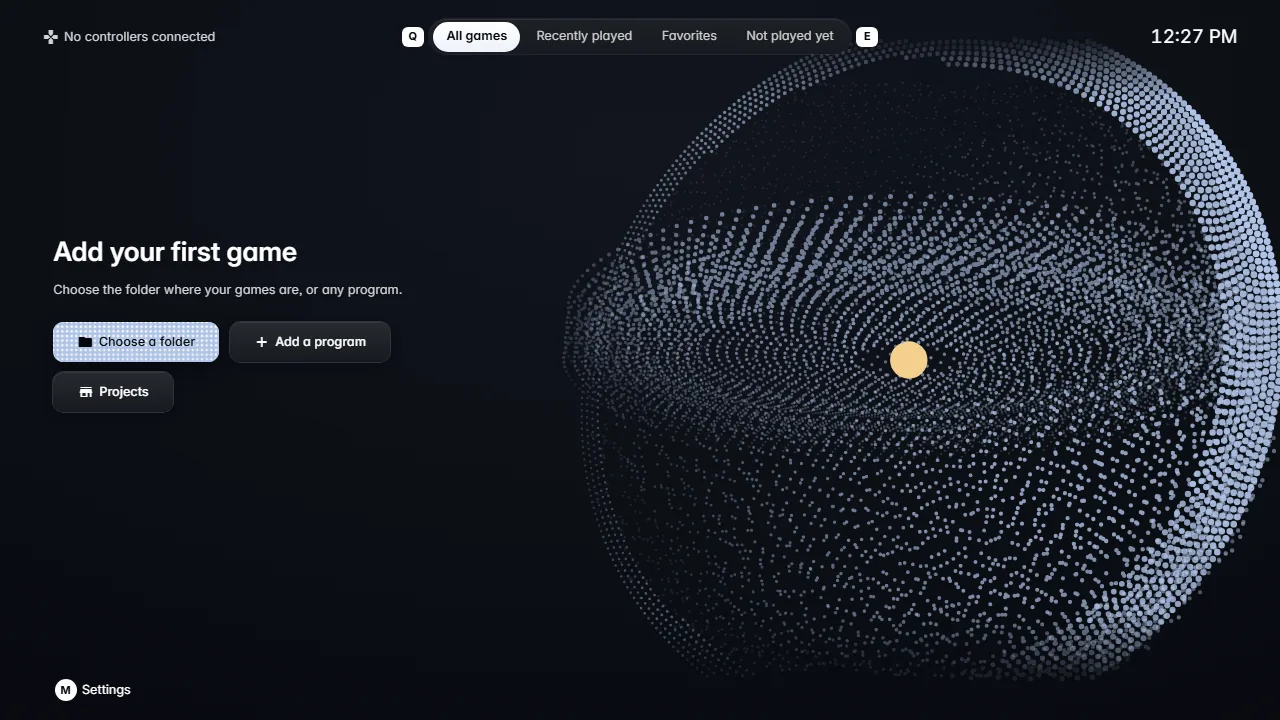 No controllers connected
Q All games Recently played Favorites Not played yet E
12:27 PM
Add your first game
Choose the folder where your games are, or any program.
Choose a folder
Add a program
Projects
M Settings